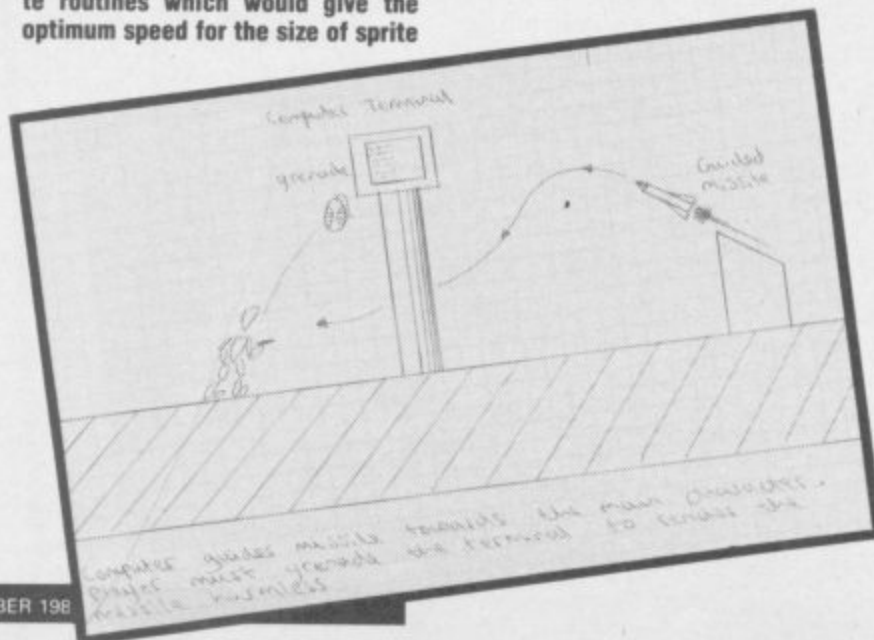 te routines which would give the
optimum speed for the size of sprite
Computer Terminal
grenade
Guided
missile
Computer guides missile towards the main character.
player must grenade the terminal to render the
missile harmless
BER 198